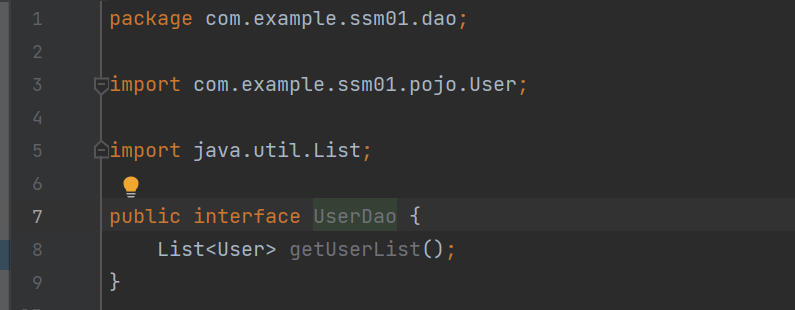 1 package com.example.ssm01.dao;
2
3 import com.example.ssm01.pojo.User;
4
5 import java.util.List;
6
7 public interface UserDao {
8 List<User> getUserList();
9 }